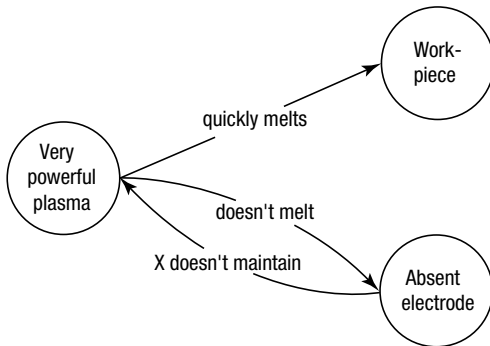 Work-
piece
quickly melts
Very
powerful
plasma
doesn't melt
X doesn't maintain
Absent
electrode